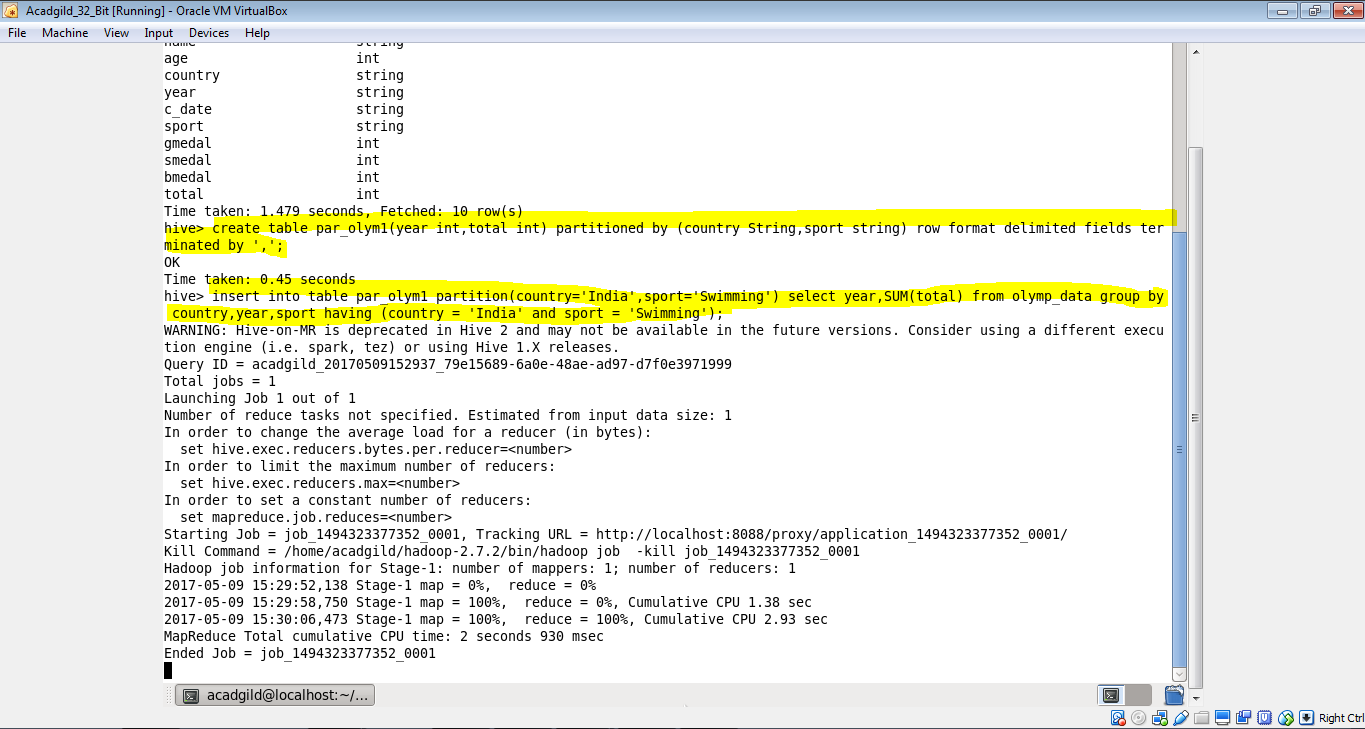 Acadgild_32_Bit [Running] - Oracle VM VirtualBox
File Machine View Input Devices Help
name string
age int
country string
year string
c_date string
sport string
gmedal int
smedal int
bmedal int
total int
Time taken: 1.479 seconds, Fetched: 10 row(s)
hive> create table par_olym1(year int,total int) partitioned by (country String,sport string) row format delimited fields ter
minated by ',';
OK
Time taken: 0.45 seconds
hive> insert into table par_olym1 partition(country='India',sport='Swimming') select year,SUM(total) from olymp_data group by
country,year,sport having (country = 'India' and sport = 'Swimming');
WARNING: Hive-on-MR is deprecated in Hive 2 and may not be available in the future versions. Consider using a different execu
tion engine (i.e. spark, tez) or using Hive 1.X releases.
Query ID = acadgild_20170509152937_79e15689-6a0e-48ae-ad97-d7f0e3971999
Total jobs = 1
Launching Job 1 out of 1
Number of reduce tasks not specified. Estimated from input data size: 1
In order to change the average load for a reducer (in bytes):
  set hive.exec.reducers.bytes.per.reducer=<number>
In order to limit the maximum number of reducers:
  set hive.exec.reducers.max=<number>
In order to set a constant number of reducers:
  set mapreduce.job.reduces=<number>
Starting Job = job_1494323377352_0001, Tracking URL = http://localhost:8088/proxy/application_1494323377352_0001/
Kill Command = /home/acadgild/hadoop-2.7.2/bin/hadoop job  -kill job_1494323377352_0001
Hadoop job information for Stage-1: number of mappers: 1; number of reducers: 1
2017-05-09 15:29:52,138 Stage-1 map = 0%,  reduce = 0%
2017-05-09 15:29:58,750 Stage-1 map = 100%,  reduce = 0%, Cumulative CPU 1.38 sec
2017-05-09 15:30:06,473 Stage-1 map = 100%,  reduce = 100%, Cumulative CPU 2.93 sec
MapReduce Total cumulative CPU time: 2 seconds 930 msec
Ended Job = job_1494323377352_0001
acadgild@localhost:~/...
Right Ctrl